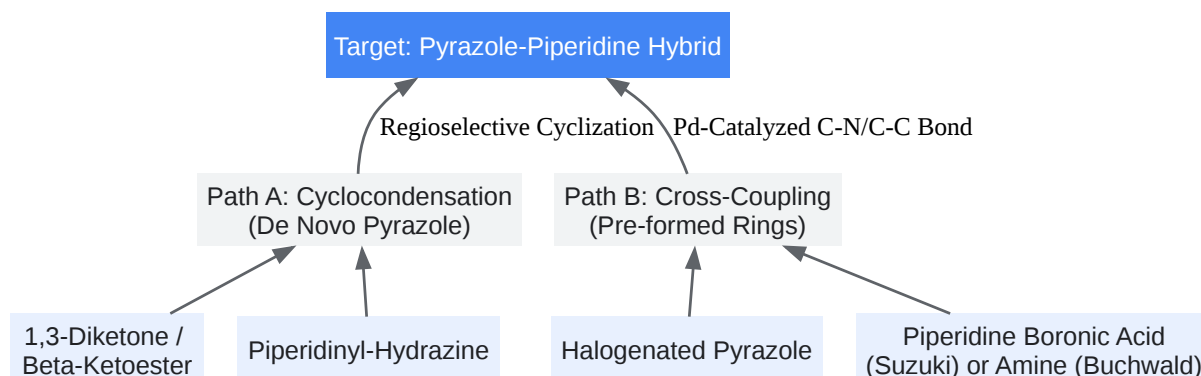 Target: Pyrazole-Piperidine Hybrid
Regioselective Cyclization
Pd-Catalyzed C-N/C-C Bond
Path A: Cyclocondensation
(De Novo Pyrazole)
Path B: Cross-Coupling
(Pre-formed Rings)
1,3-Diketone /
Beta-Ketoester
Piperidinyl-Hydrazine
Halogenated Pyrazole
Piperidine Boronic Acid
(Suzuki) or Amine (Buchwald)